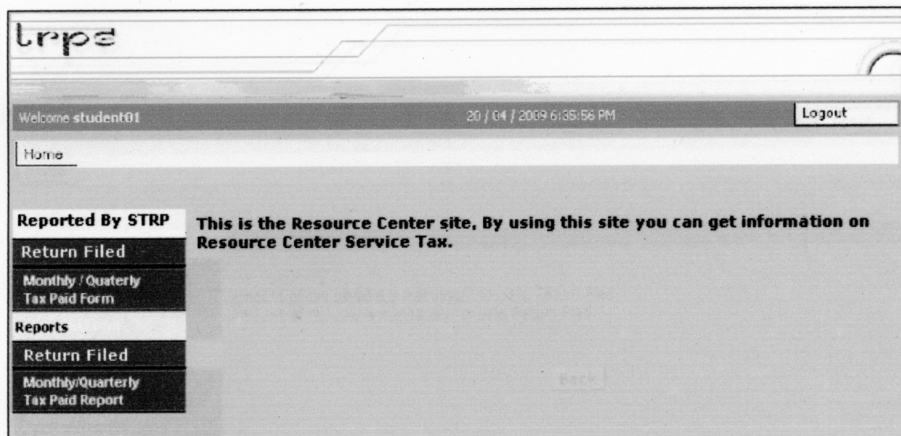 trps
Welcome student01
20 / 04 / 2009 6:35:56 PM
Logout
Home
Reported By STRP
This is the Resource Center site, By using this site you can get information on
Resource Center Service Tax.
Return Filed
Monthly / Quaterly
Tax Paid Form
Reports
Return Filed
Monthly/Quarterly
Tax Paid Report
Back